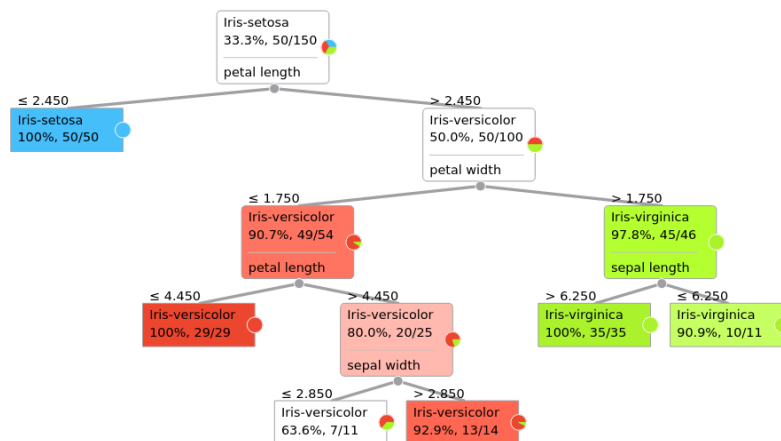 Iris-setosa
33.3%, 50/150
petal length
≤ 2.450
> 2.450
Iris-setosa
100%, 50/50
Iris-versicolor
50.0%, 50/100
petal width
≤ 1.750
> 1.750
Iris-versicolor
90.7%, 49/54
petal length
Iris-virginica
97.8%, 45/46
sepal length
≤ 4.450
> 4.450
> 6.250
≤ 6.250
Iris-versicolor
100%, 29/29
Iris-versicolor
80.0%, 20/25
sepal width
Iris-virginica
100%, 35/35
Iris-virginica
90.9%, 10/11
≤ 2.850
> 2.850
Iris-versicolor
63.6%, 7/11
Iris-versicolor
92.9%, 13/14